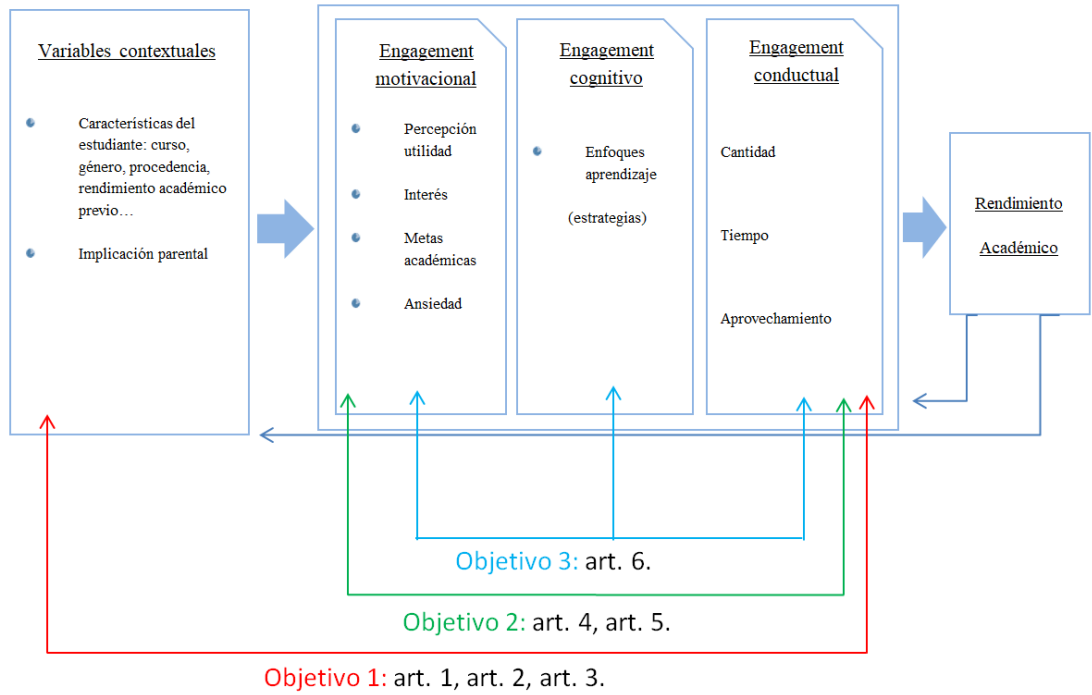 Variables contextuales
Características del
estudiante: curso,
género, procedencia,
rendimiento académico
previo…
Implicación parental
Engagement
motivacional
Percepción
utilidad
Interés
Metas
académicas
Ansiedad
Engagement
cognitivo
Enfoques
aprendizaje
(estrategias)
Engagement
conductual
Cantidad
Tiempo
Aprovechamiento
Rendimiento
Académico
Objetivo 3: art. 6.
Objetivo 2: art. 4, art. 5.
Objetivo 1: art. 1, art. 2, art. 3.